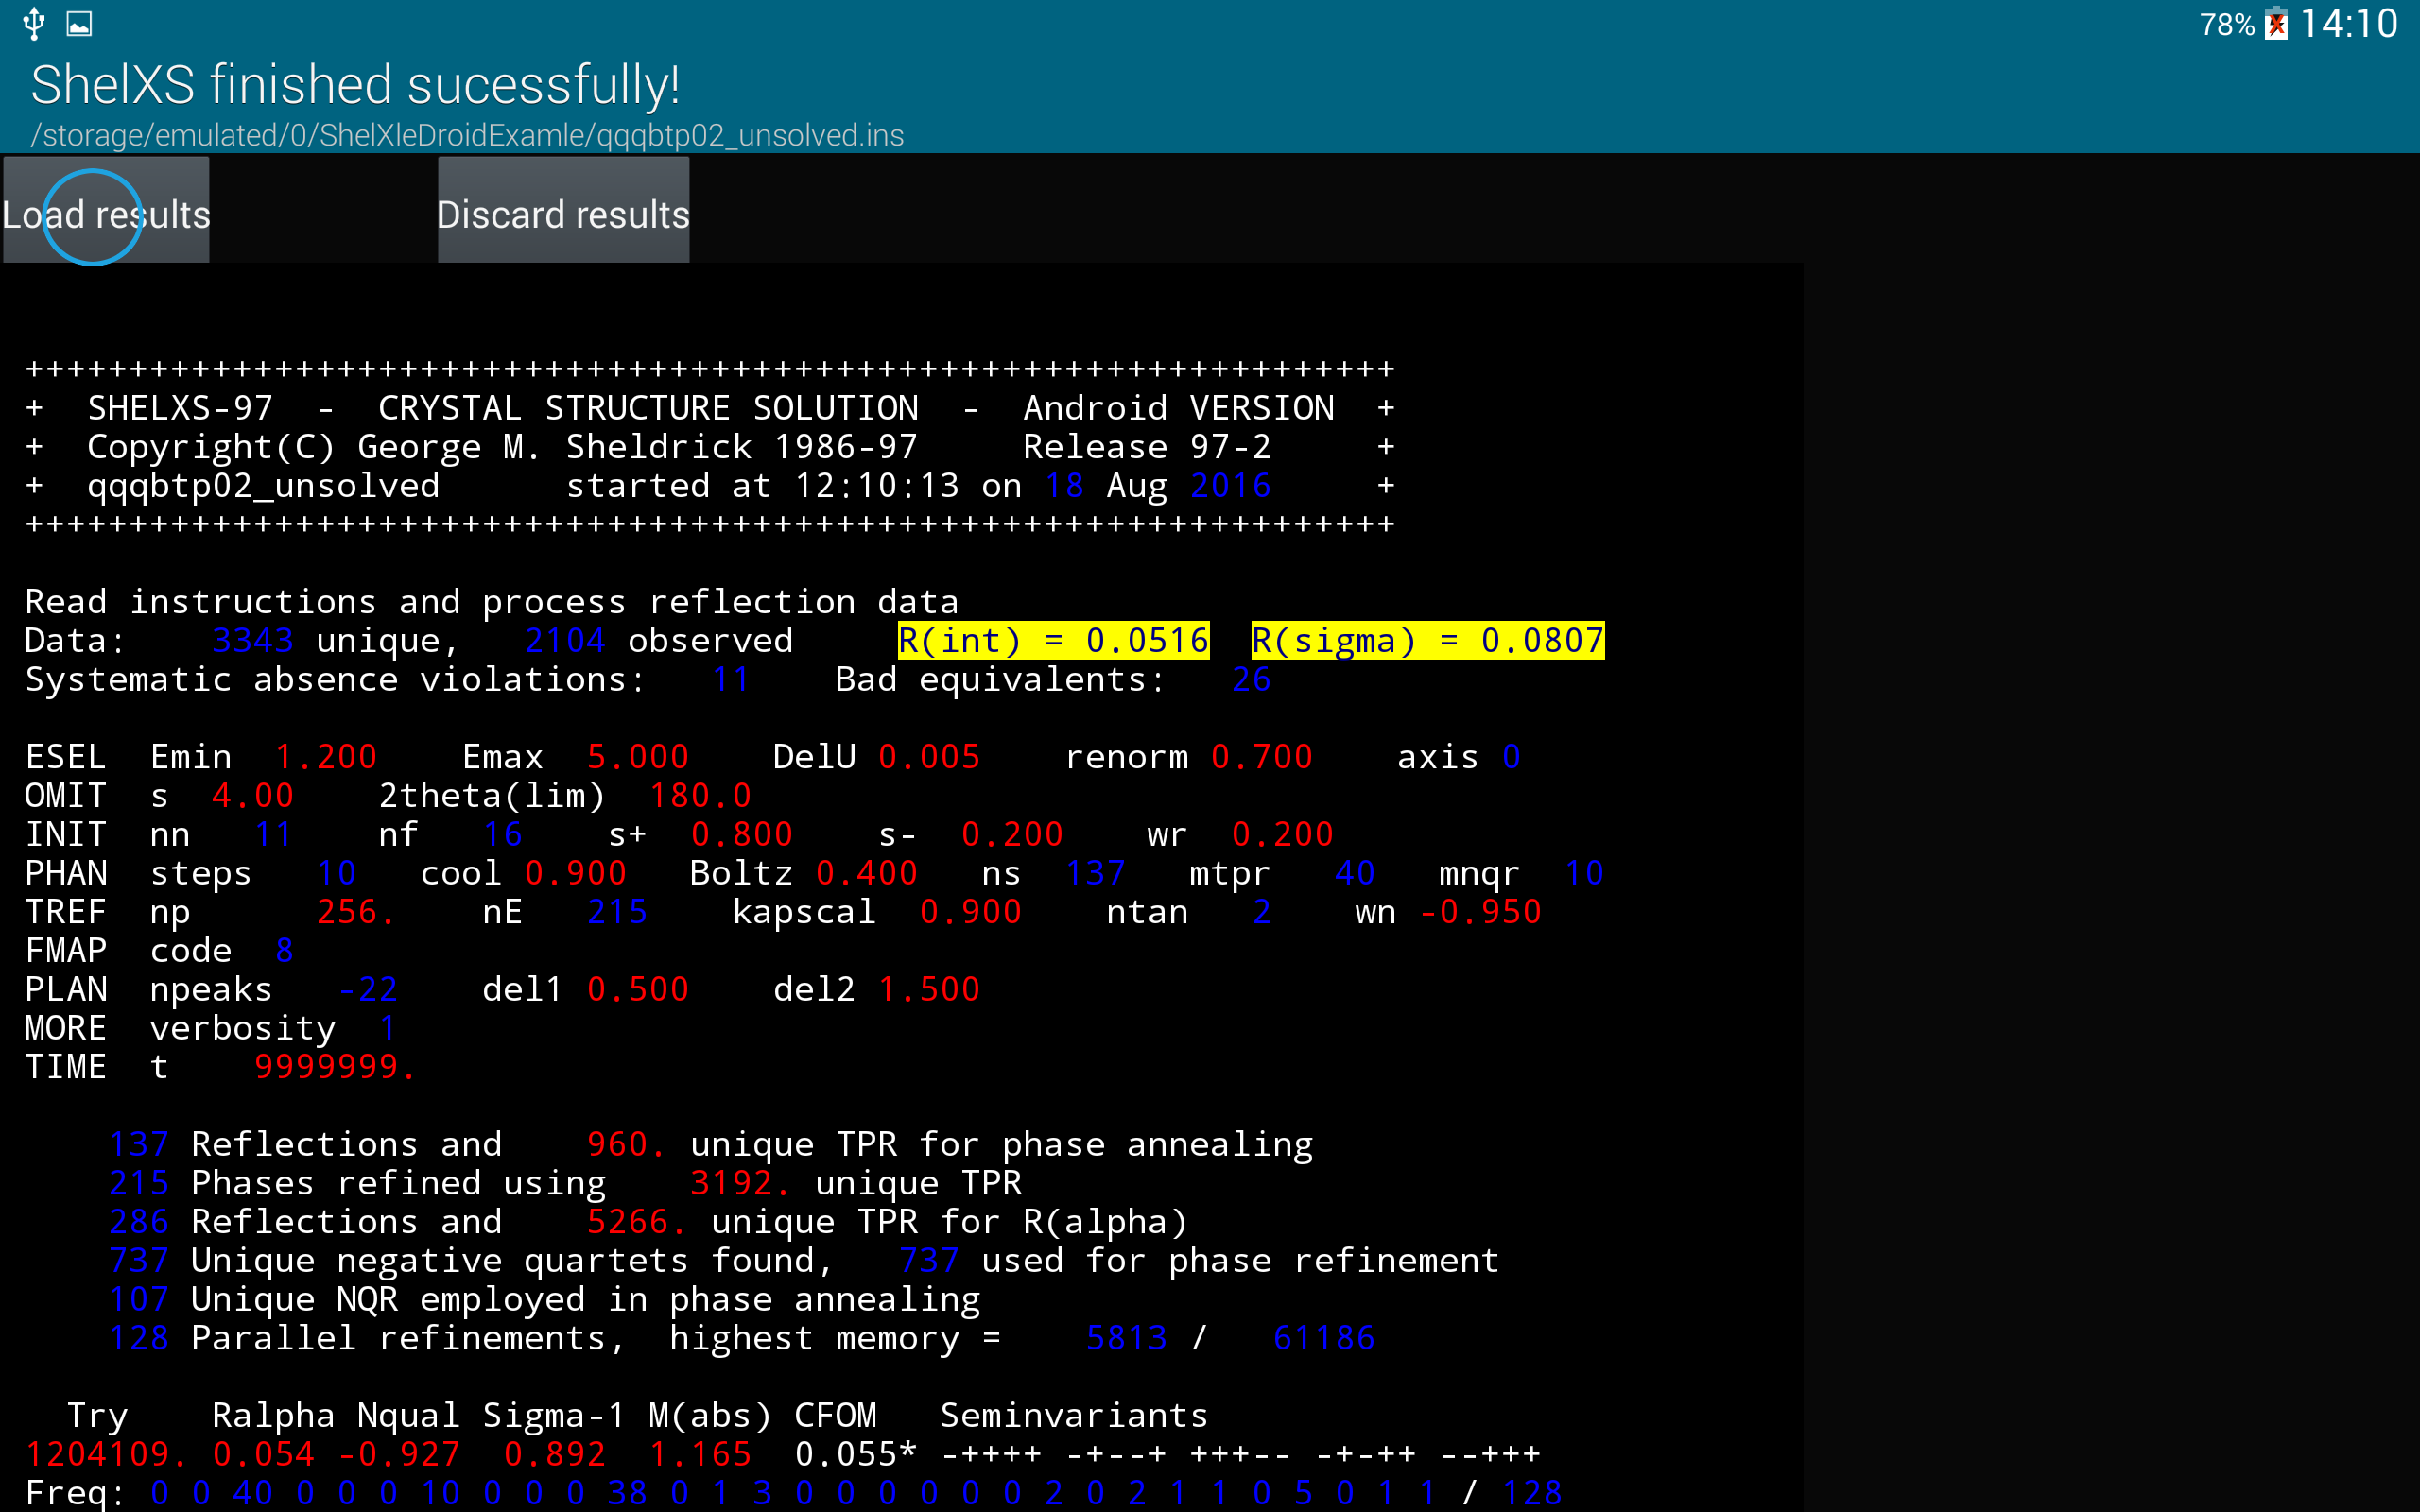 78% 14:10
ShelXS finished sucessfully!
/storage/emulated/0/ShelXleDroidExamle/qqqbtp02_unsolved.ins
Load results Discard results
++++++++++++++++++++++++++++++++++++++++++++++++++++++++++++++++++
+  SHELXS-97  -  CRYSTAL STRUCTURE SOLUTION  -  Android VERSION  +
+  Copyright(C) George M. Sheldrick 1986-97     Release 97-2     +
+  qqqbtp02_unsolved      started at 12:10:13 on 18 Aug 2016     +
++++++++++++++++++++++++++++++++++++++++++++++++++++++++++++++++++
Read instructions and process reflection data
Data:    3343 unique,   2104 observed     R(int) = 0.0516  R(sigma) = 0.0807
Systematic absence violations:   11    Bad equivalents:   26
ESEL  Emin  1.200    Emax  5.000    DelU 0.005    renorm 0.700    axis 0
OMIT  s  4.00    2theta(lim)  180.0
INIT  nn   11    nf   16    s+  0.800    s-  0.200    wr  0.200
PHAN  steps   10   cool 0.900   Boltz 0.400   ns  137   mtpr   40   mnqr  10
TREF  np      256.    nE   215    kapscal  0.900    ntan   2    wn -0.950
FMAP  code  8
PLAN  npeaks   -22    del1 0.500    del2 1.500
MORE  verbosity  1
TIME  t    9999999.
137 Reflections and    960. unique TPR for phase annealing
215 Phases refined using    3192. unique TPR
286 Reflections and    5266. unique TPR for R(alpha)
737 Unique negative quartets found,   737 used for phase refinement
107 Unique NQR employed in phase annealing
128 Parallel refinements,  highest memory =    5813 /   61186
Try    Ralpha Nqual Sigma-1 M(abs) CFOM   Seminvariants
1204109. 0.054 -0.927  0.892  1.165  0.055* -++++ -+--+ +++-- -+-++ --+++
Freq: 0 0 40 0 0 0 10 0 0 0 38 0 1 3 0 0 0 0 0 0 2 0 2 1 1 0 5 0 1 1 / 128